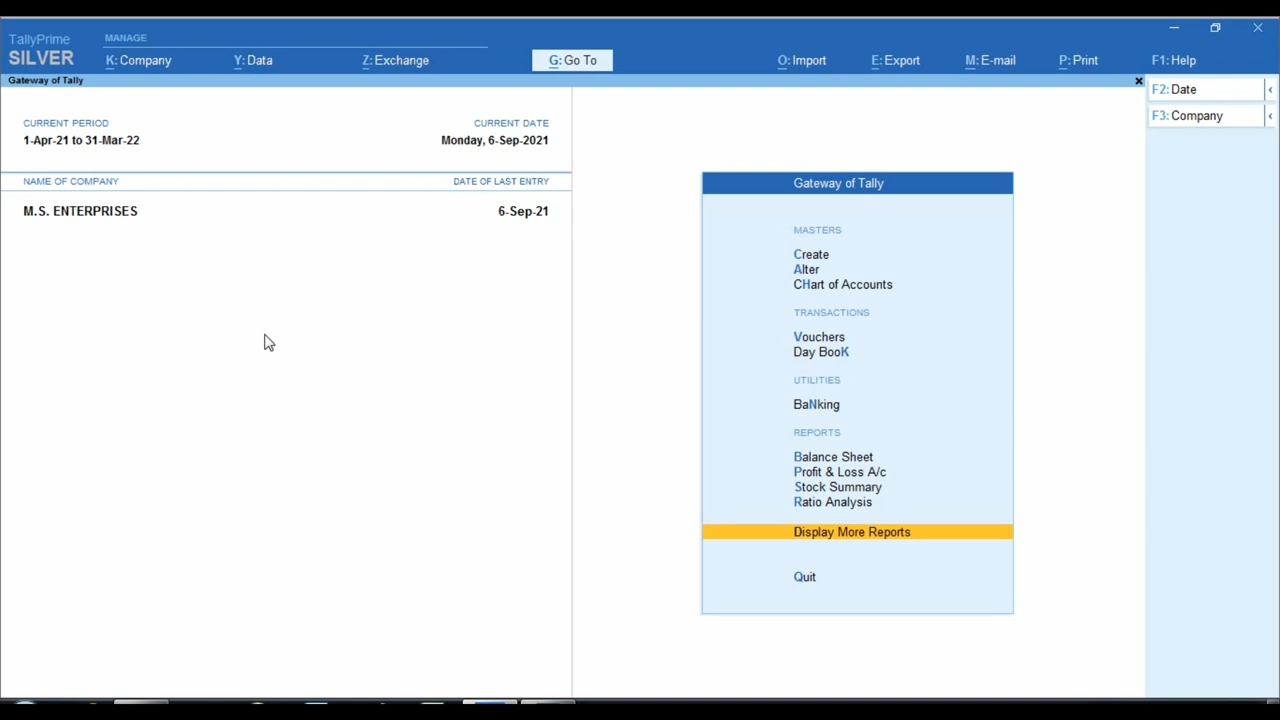 TallyPrime
SILVER
MANAGE
K: Company
Y: Data
Z: Exchange
G: Go To
O: Import
E: Export
M: E-mail
P: Print
F1: Help
Gateway of Tally
F2: Date
F3: Company
CURRENT PERIOD
CURRENT DATE
1-Apr-21 to 31-Mar-22
Monday, 6-Sep-2021
NAME OF COMPANY
DATE OF LAST ENTRY
M.S. ENTERPRISES
6-Sep-21
Gateway of Tally
MASTERS
Create
Alter
CHart of Accounts
TRANSACTIONS
Vouchers
Day BooK
UTILITIES
BaNking
REPORTS
Balance Sheet
Profit & Loss A/c
Stock Summary
Ratio Analysis
Display More Reports
Quit